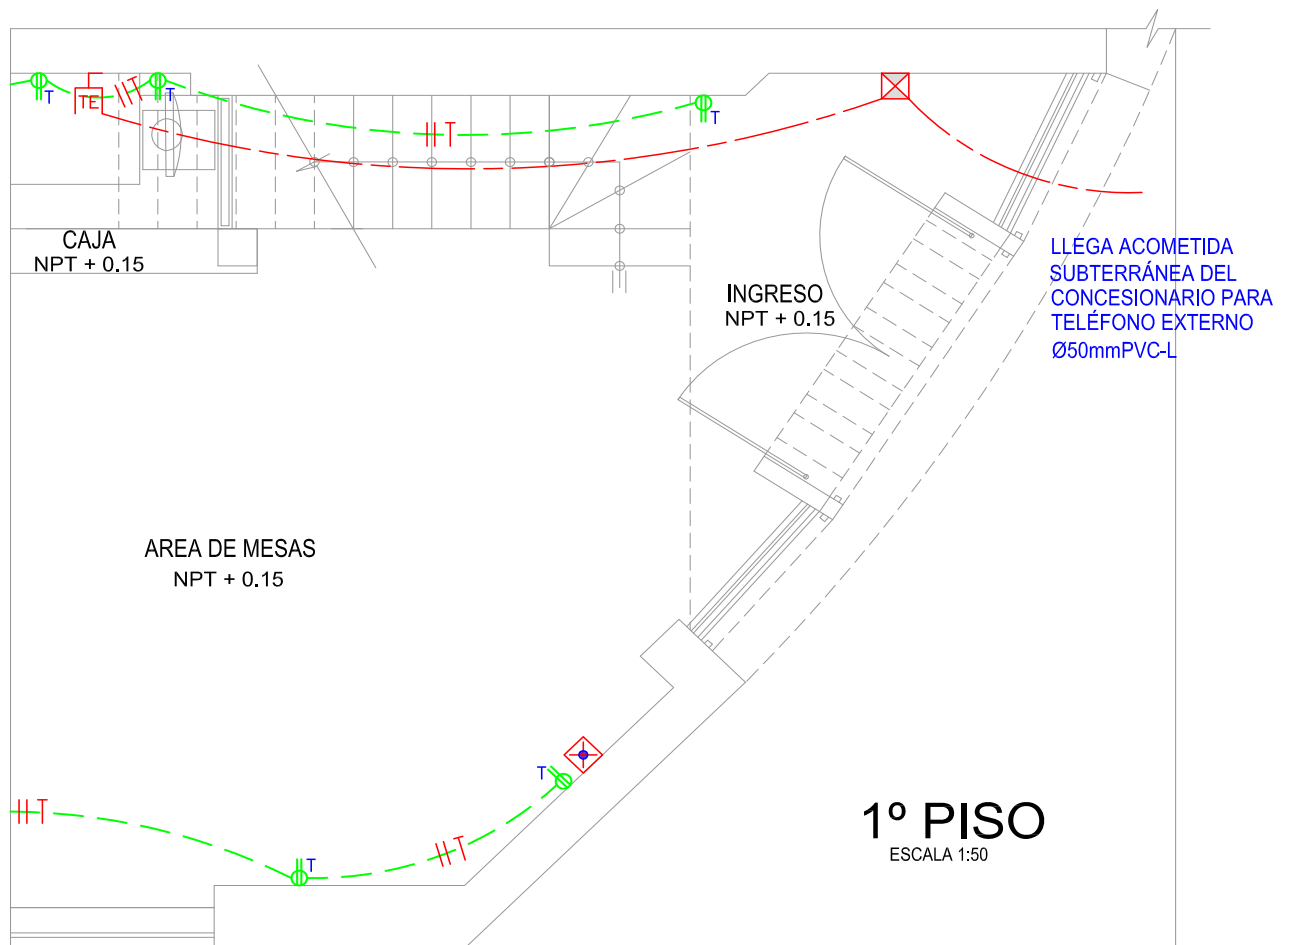 T
TE
T
T
T
T
T
CAJA
NPT + 0.15
LLEGA ACOMETIDA
SUBTERRÁNEA DEL
CONCESIONARIO PARA
TELÉFONO EXTERNO
Ø50mmPVC-L
INGRESO
NPT + 0.15
AREA DE MESAS
NPT + 0.15
T
T
T
T
1º PISO
ESCALA 1:50